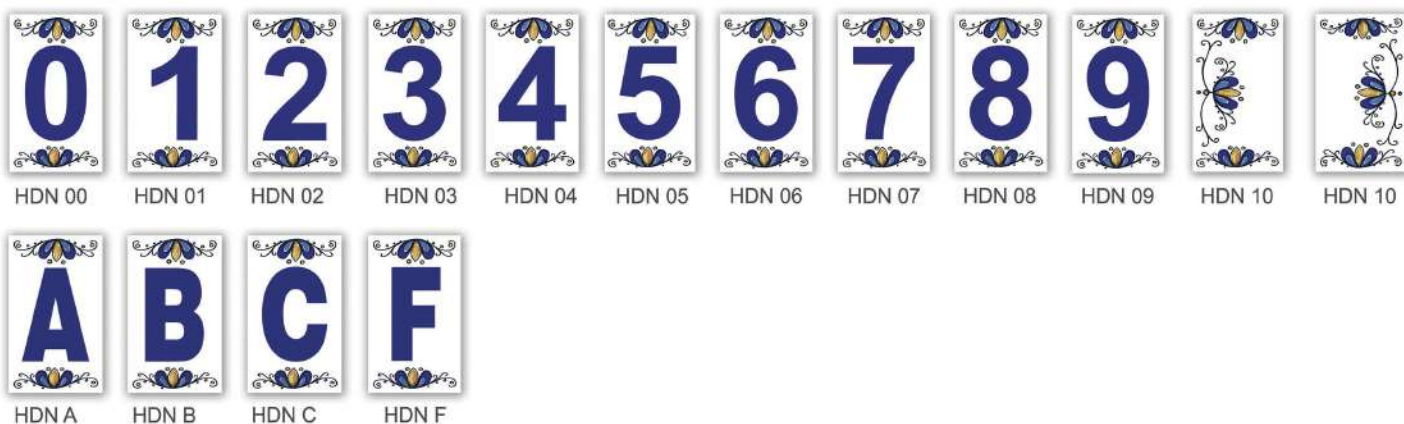 0 1 2 3 4 5 6 7 8 9
HDN 00 HDN 01 HDN 02 HDN 03 HDN 04 HDN 05 HDN 06 HDN 07 HDN 08 HDN 09 HDN 10 HDN 10
A B C F
HDN A HDN B HDN C HDN F